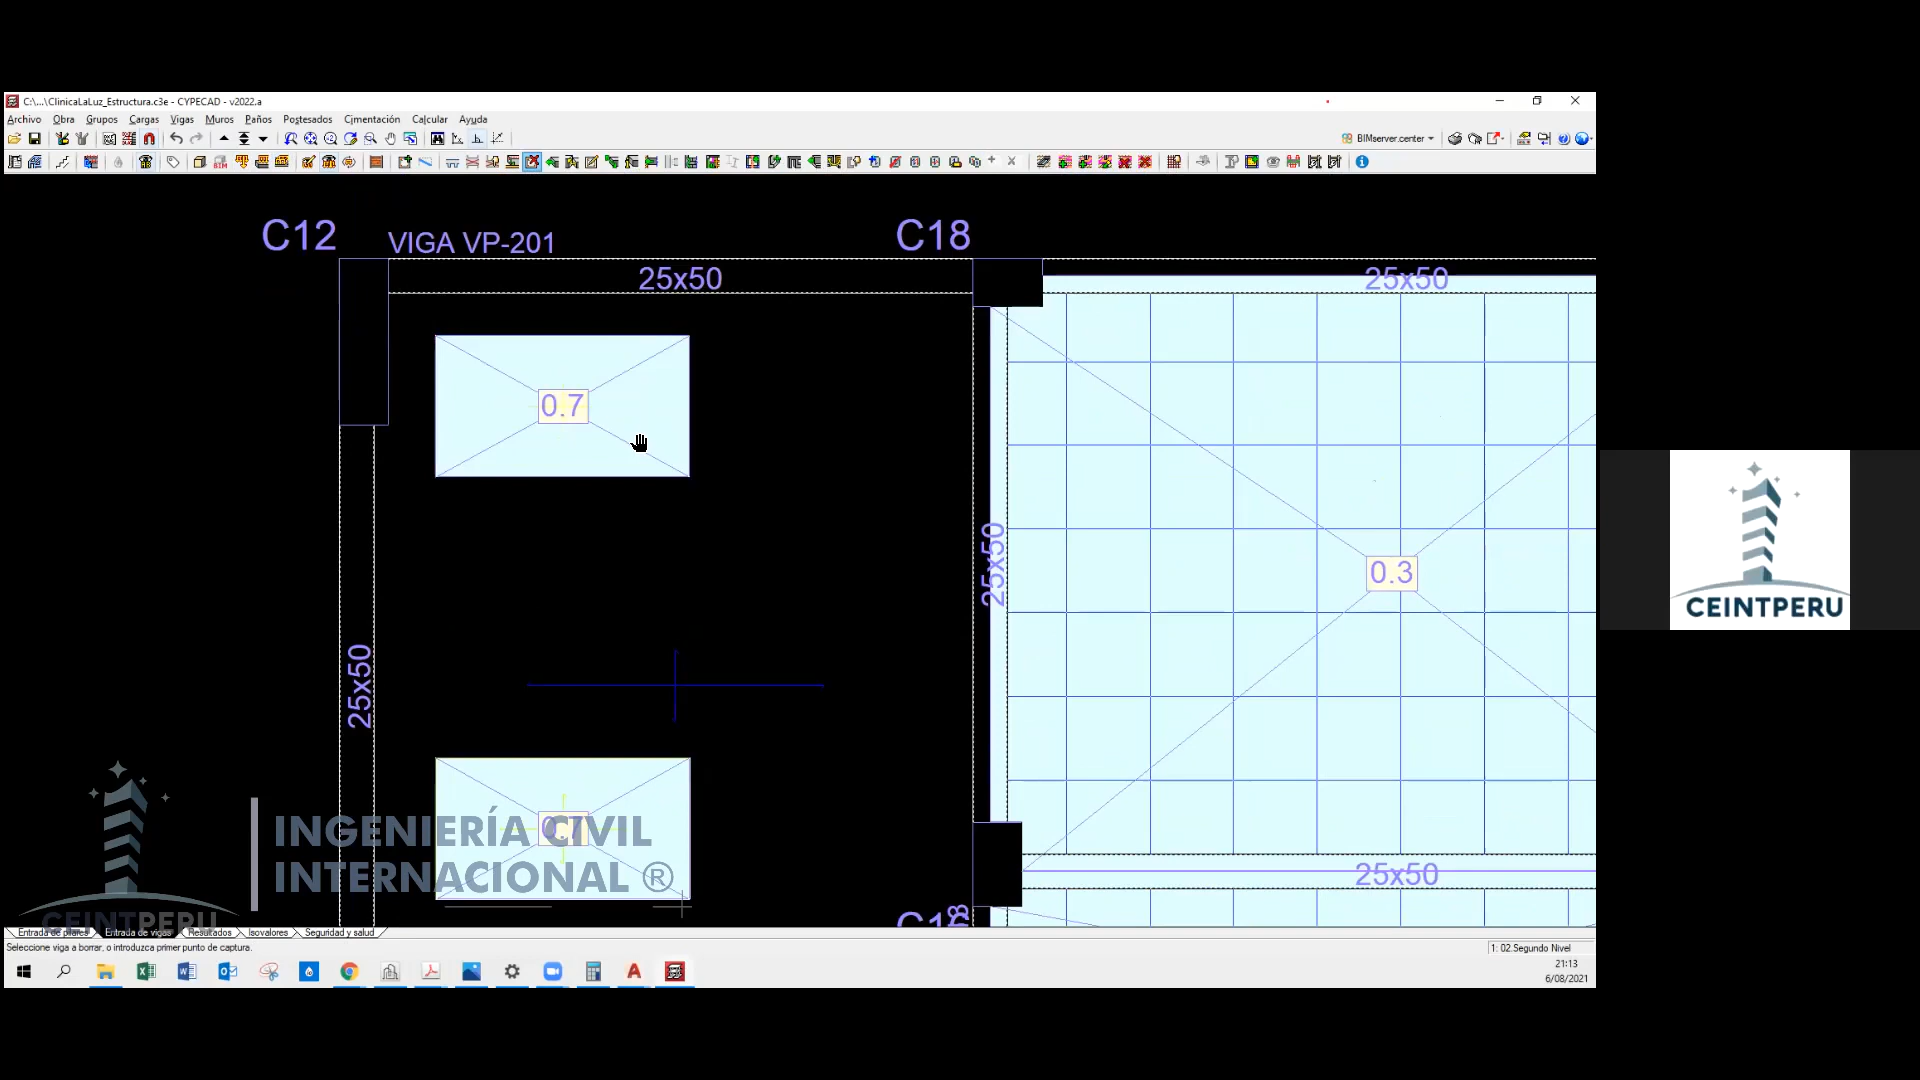 C:\...\ClinicaLaLuz_Estructura.c3e - CYPECAD - v2022.a
Archivo Obra Grupos Cargas Vigas Muros Paños Postesados Cimentación Calcular Ayuda
BIMserver.center
C12
VIGA VP-201
C18
25x50
25x50
0.7
25x50
0.3
25x50
0.7
25x50
C16
CEINTPERU
INGENIERÍA CIVIL
INTERNACIONAL ®
CEINTPERU
Entrada de pilares Entrada de vigas Resultados Isovalores Seguridad y salud
Seleccione viga a borrar, o introduzca primer punto de captura.
1: 02.Segundo Nivel
21:13
6/08/2021